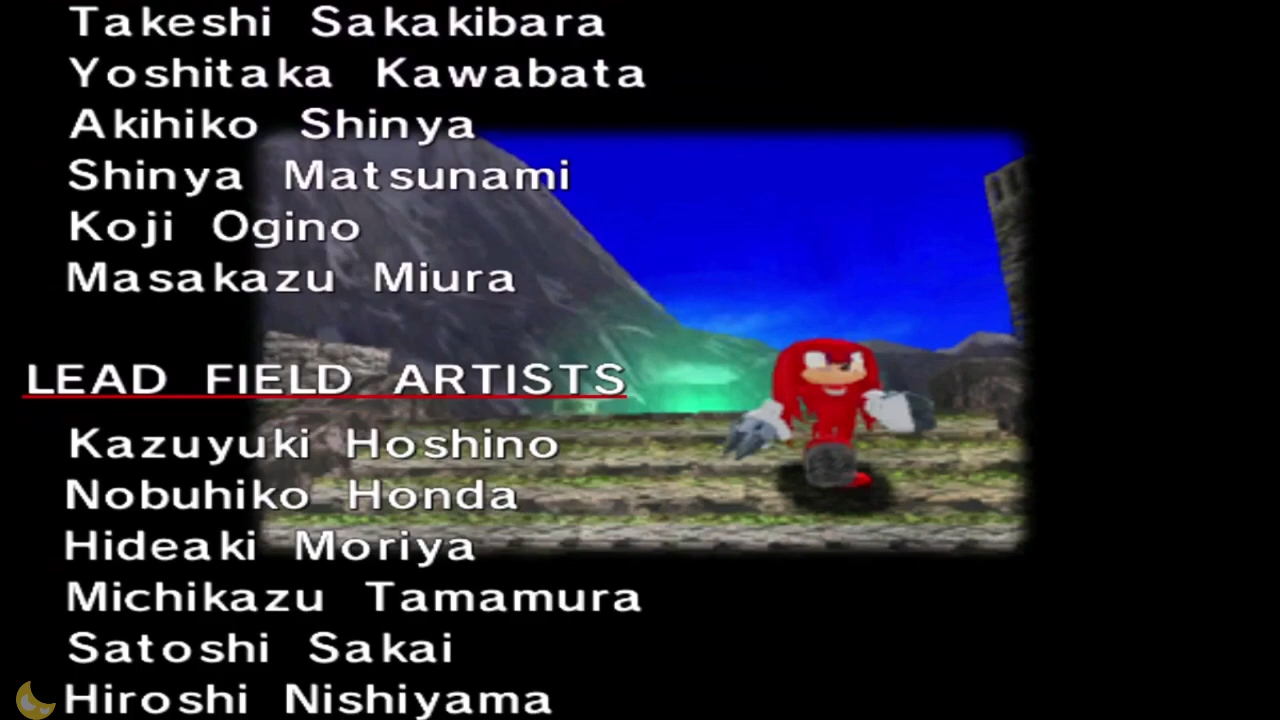 Takeshi Sakakibara
Yoshitaka Kawabata
Akihiko Shinya
Shinya Matsunami
Koji Ogino
Masakazu Miura
LEAD FIELD ARTISTS
Kazuyuki Hoshino
Nobuhiko Honda
Hideaki Moriya
Michikazu Tamamura
Satoshi Sakai
Hiroshi Nishiyama